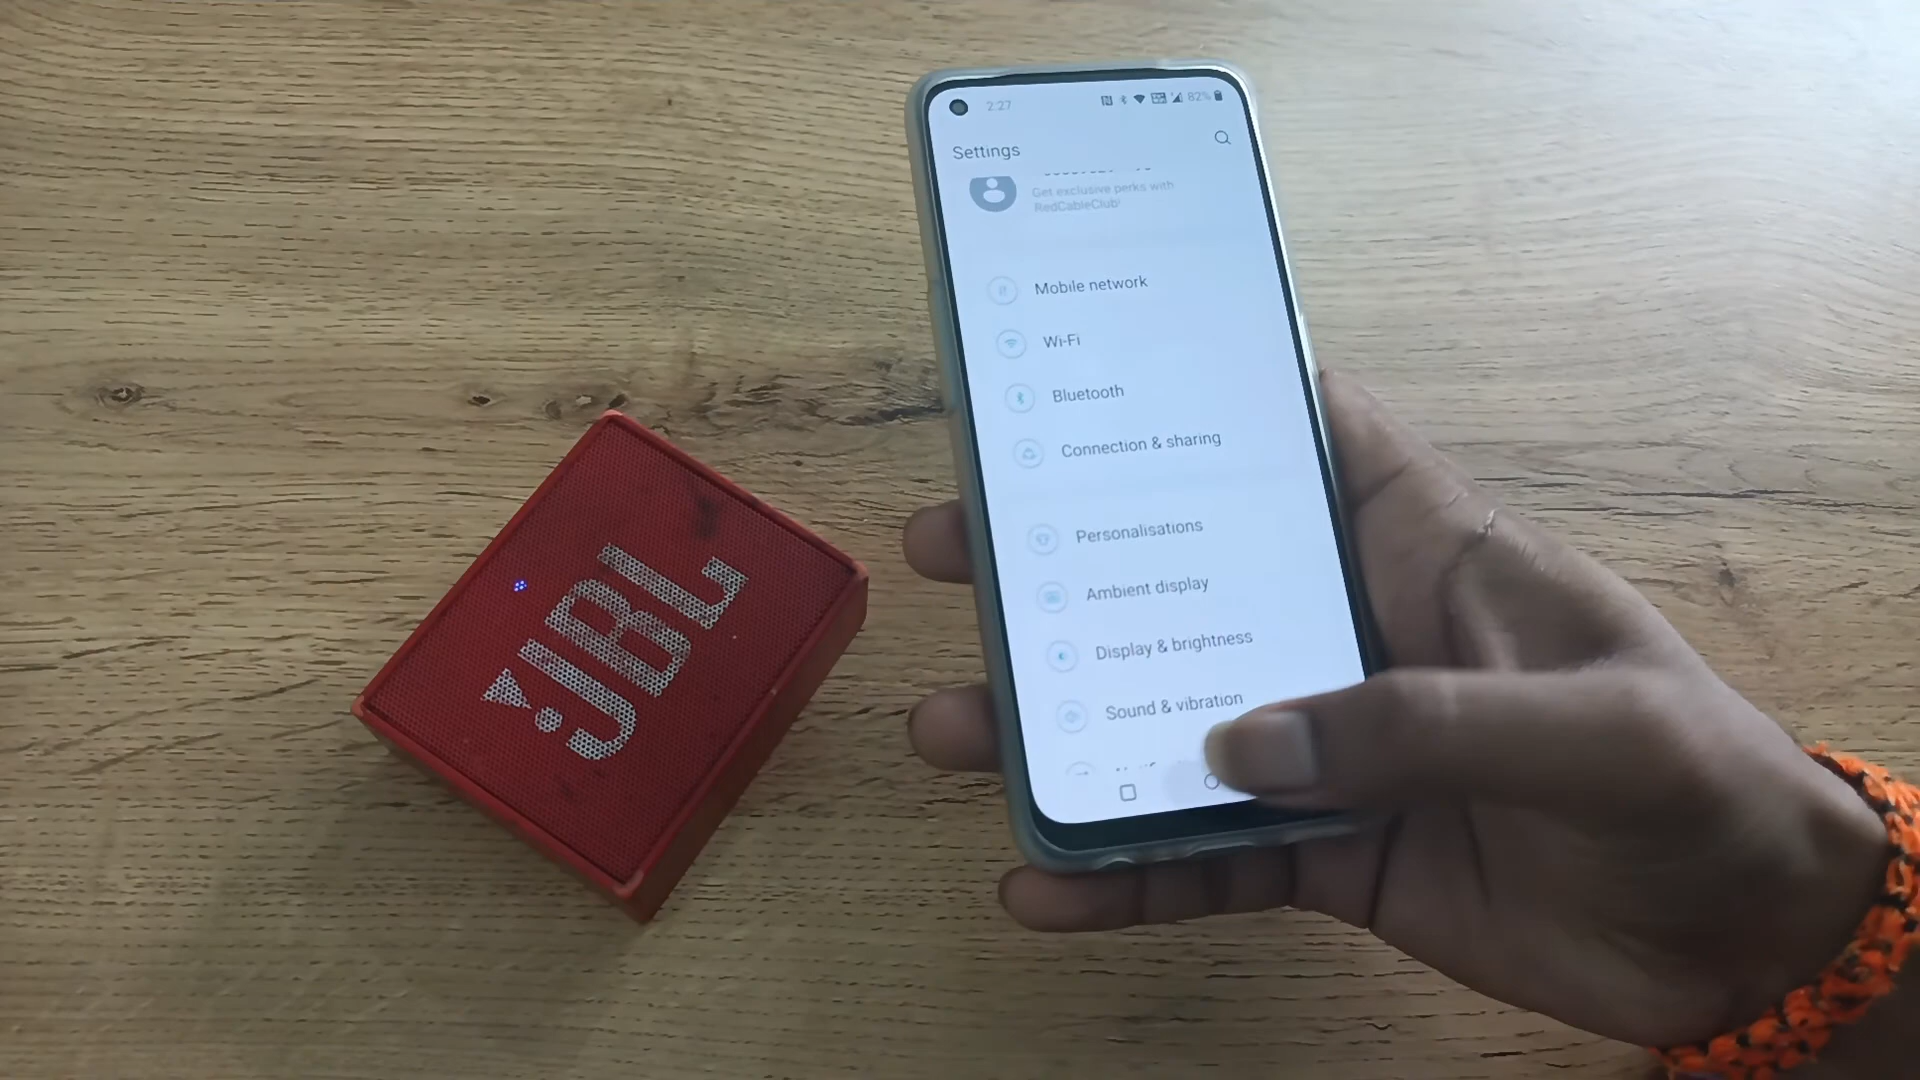 2:27
82%
Settings
Get exclusive perks with
RedCableClub!
Mobile network
Wi-Fi
Bluetooth
Connection & sharing
Personalisations
Ambient display
Display & brightness
Sound & vibration
JBL